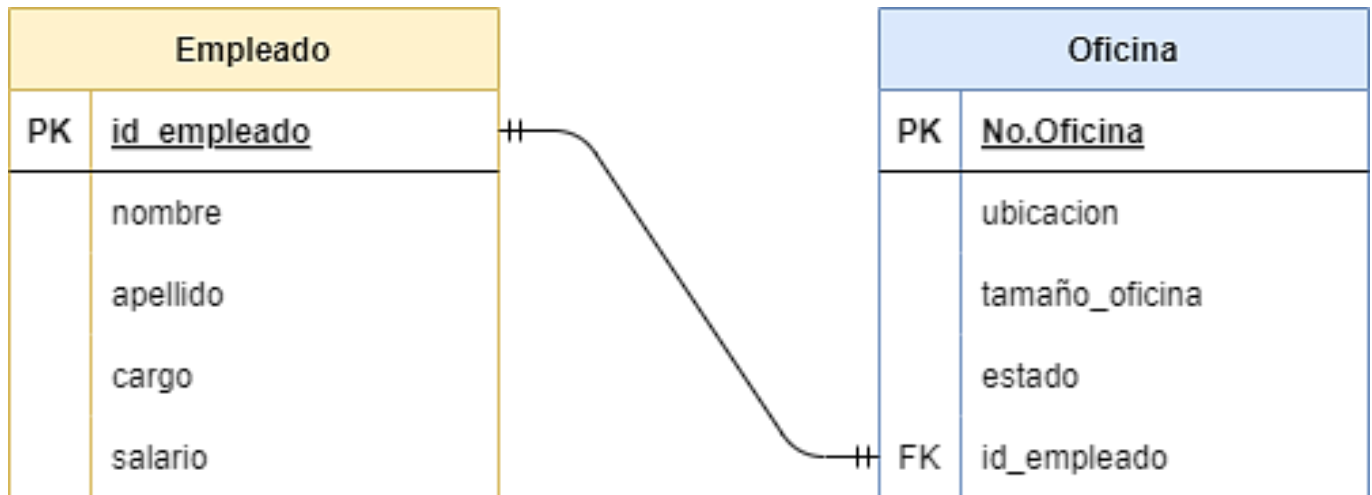 Empleado
PK id_empleado
nombre
apellido
cargo
salario
Oficina
PK No.Oficina
ubicacion
tamaño_oficina
estado
FK id_empleado